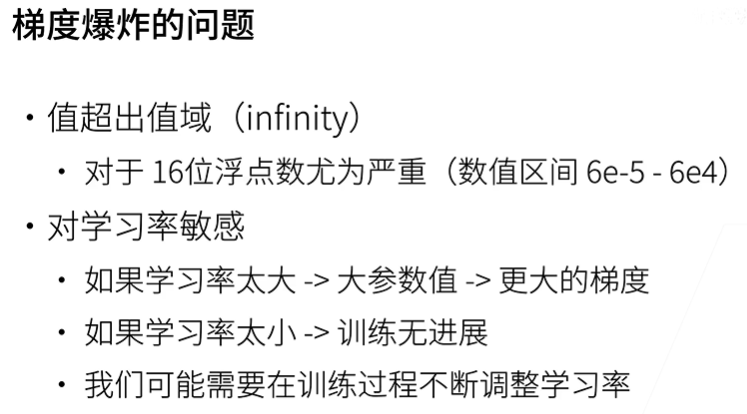 梯度爆炸的问题
• 值超出值域（infinity）
• 对于 16位浮点数尤为严重（数值区间 6e-5 - 6e4）
• 对学习率敏感
• 如果学习率太大 -> 大参数值 -> 更大的梯度
• 如果学习率太小 -> 训练无进展
• 我们可能需要在训练过程不断调整学习率